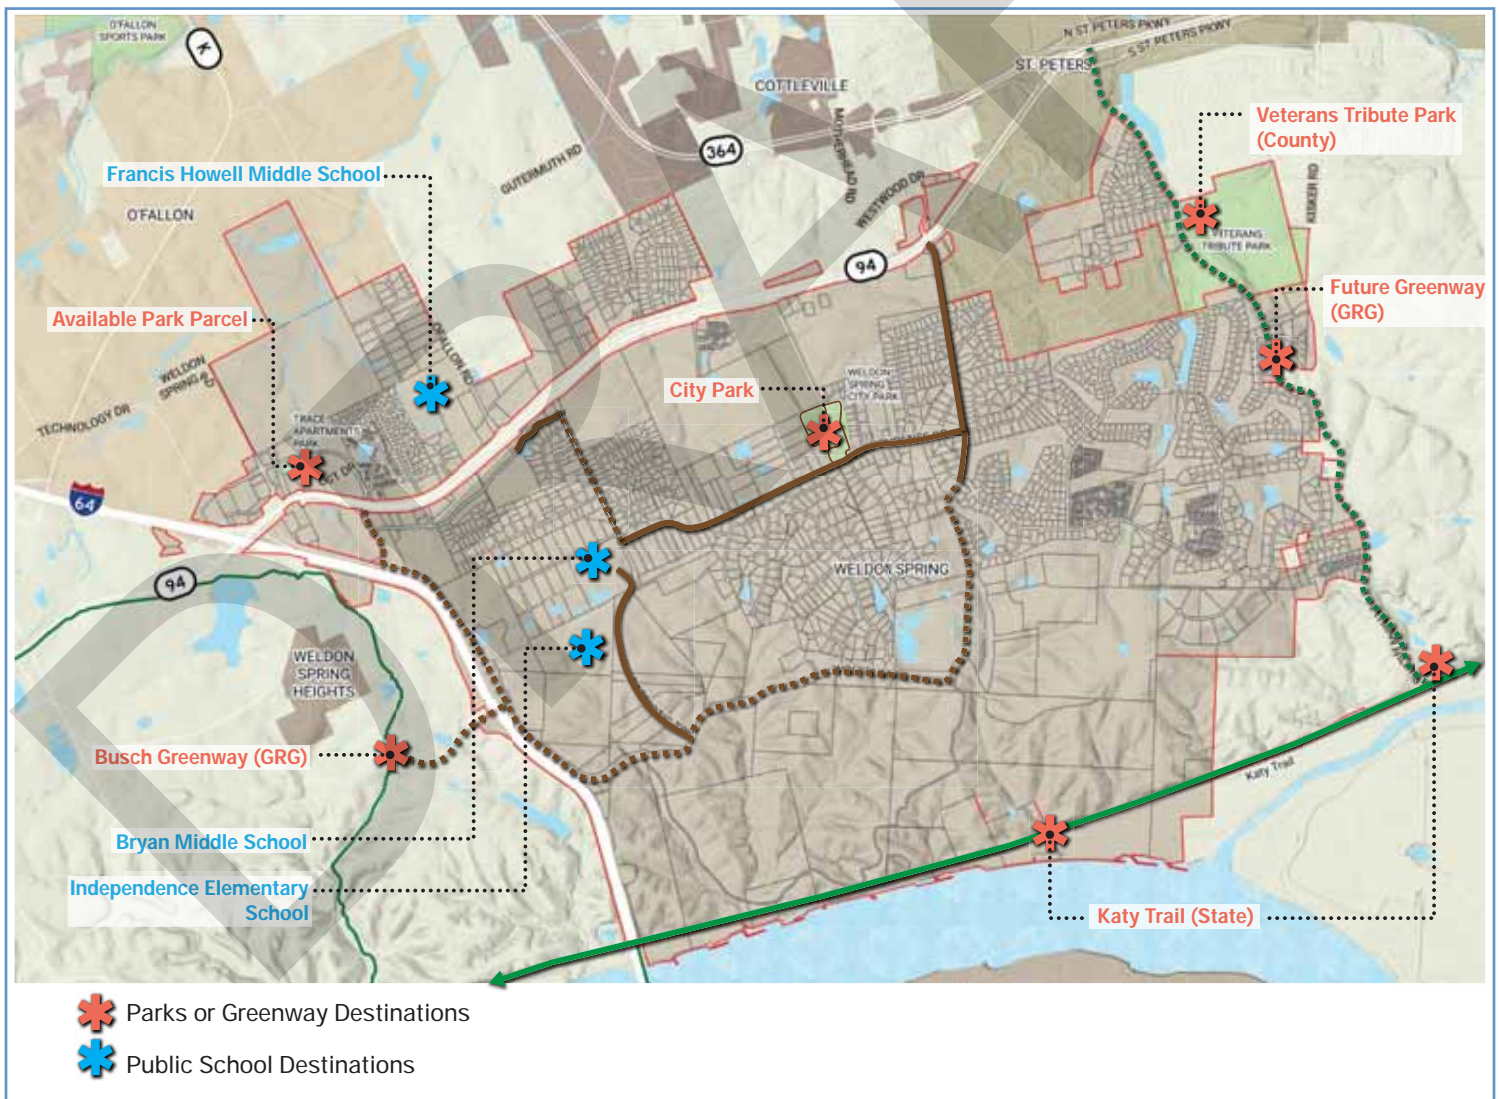 O'FALLON
SPORTS PARK
K
N ST PETERS PKWY
S ST PETERS PKWY
ST. PETERS
COTTLEVILLE
Veterans Tribute Park
(County)
364
GUTERMUTH RD
MOTHERHEAD RD
WESTWOOD DR
KISKER RD
Francis Howell Middle School
O'FALLON
VETERANS
TRIBUTE PARK
94
Future Greenway
(GRG)
Available Park Parcel
O'FALLON RD
WELDON
SPRING
TECHNOLOGY DR
City Park
WELDON
SPRING
CITY PARK
TRACE
APARTMENTS
PARK
64
94
WELDON SPRING
WELDON
SPRING
HEIGHTS
Busch Greenway (GRG)
Katy Trail
Bryan Middle School
Independence Elementary
School
Katy Trail (State)
Parks or Greenway Destinations
Public School Destinations